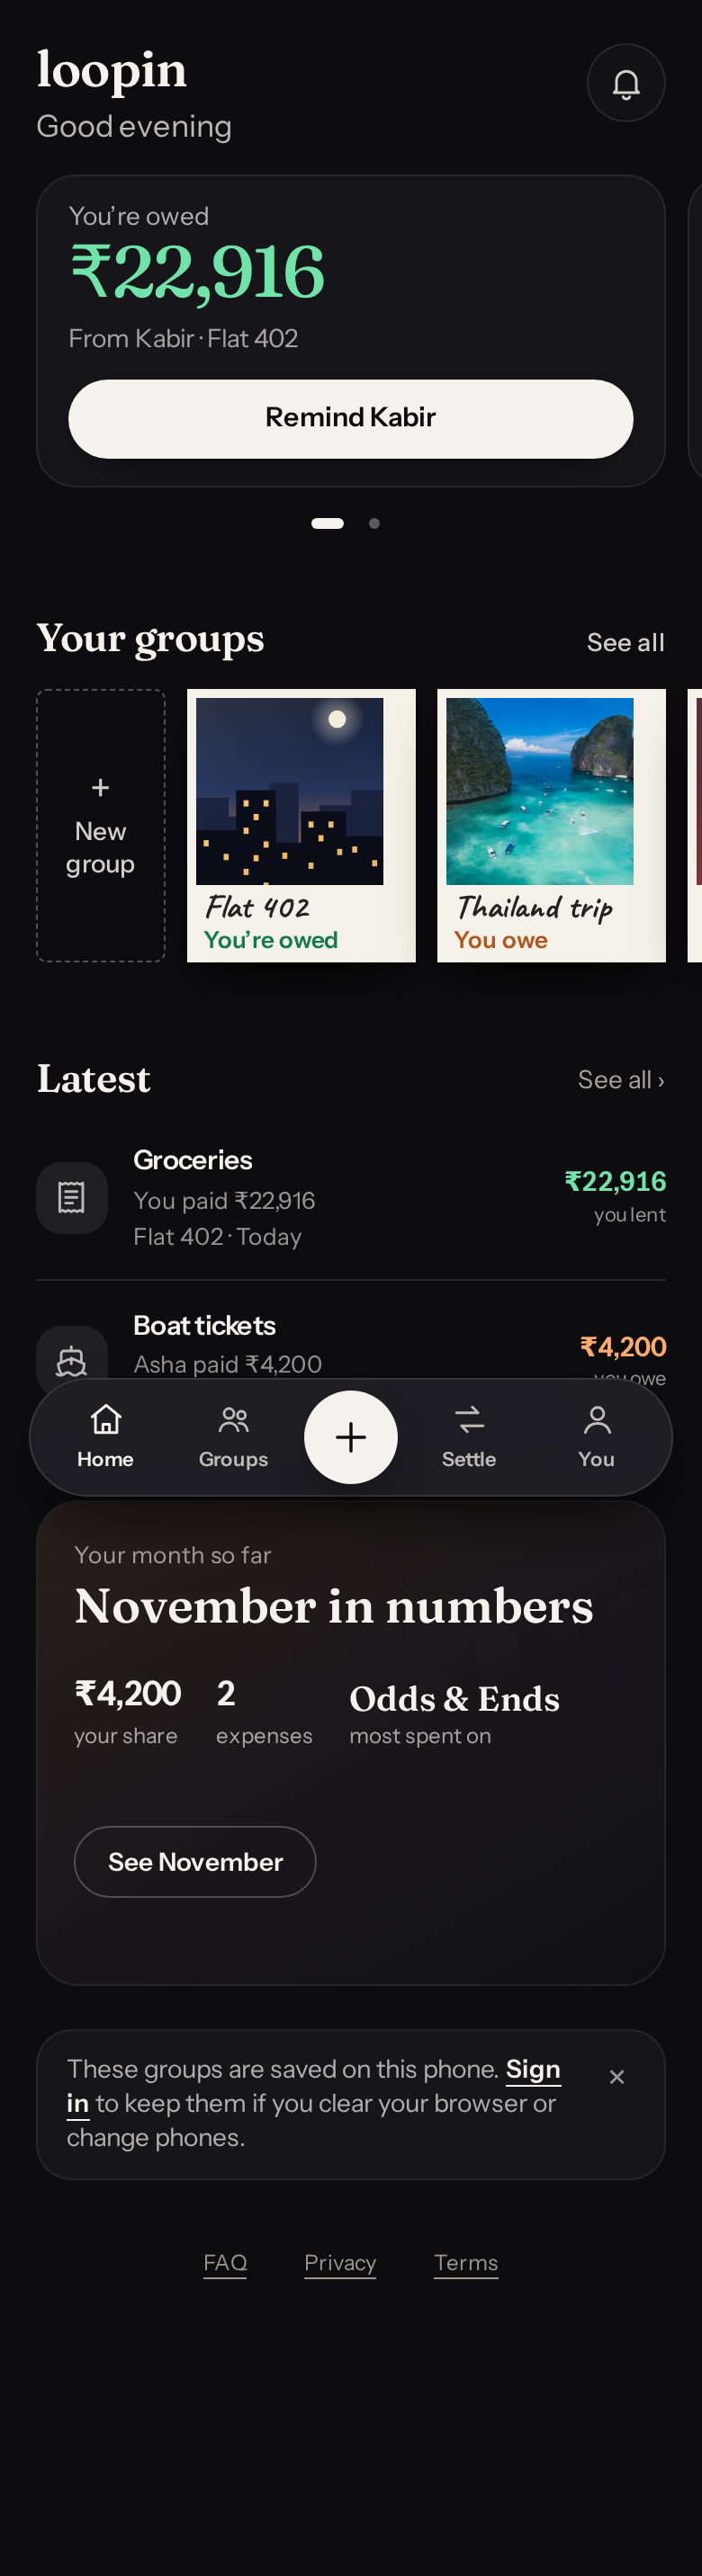 loopin
Good evening
You're owed
₹22,916
From Kabir · Flat 402
Remind Kabir
Your groups
See all
+
New
group
Flat 402
You're owed
Thailand trip
You owe
Latest
See all ›
Groceries
You paid ₹22,916
Flat 402 · Today
₹22,916
you lent
Boat tickets
Asha paid ₹4,200
₹4,200
you owe
Home
Groups
Settle
You
Your month so far
November in numbers
₹4,200
your share
2
expenses
Odds & Ends
most spent on
See November
These groups are saved on this phone. Sign
in to keep them if you clear your browser or
change phones.
FAQ
Privacy
Terms